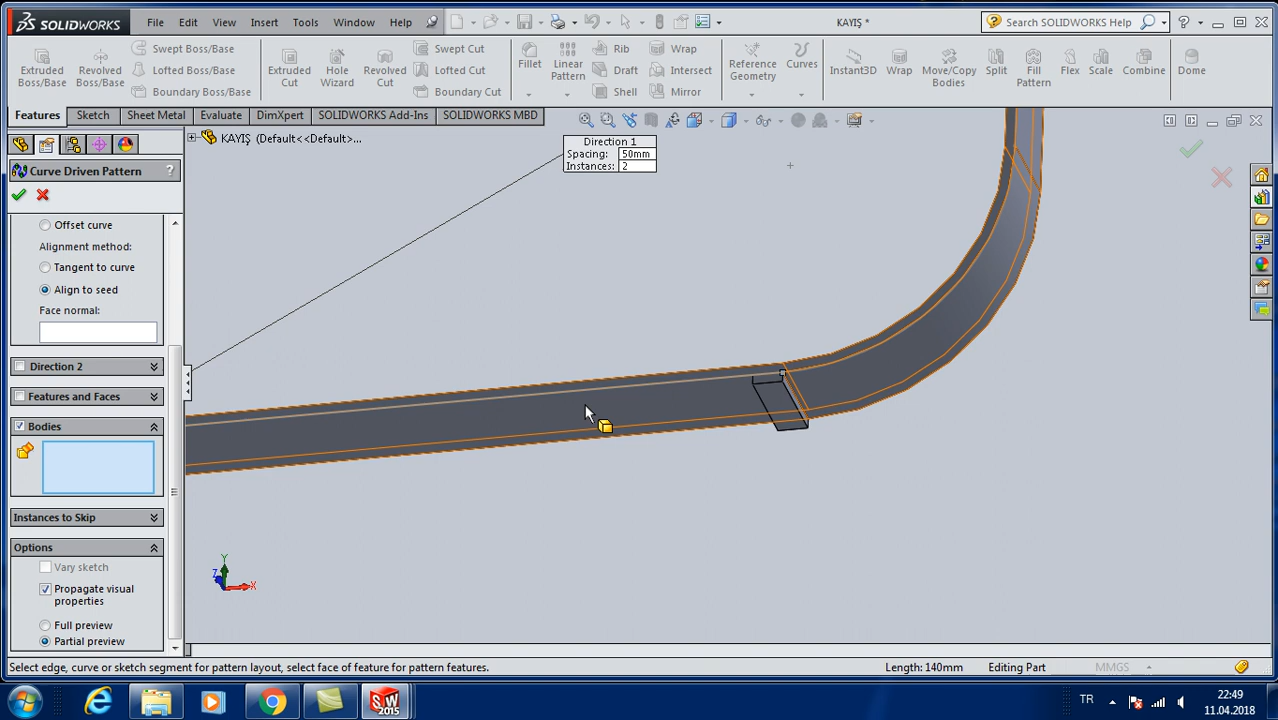 SOLIDWORKS File Edit View Insert Tools Window Help KAYIŞ * Search SOLIDWORKS Help
Extruded Boss/Base
Revolved Boss/Base
Swept Boss/Base
Lofted Boss/Base
Boundary Boss/Base
Extruded Cut
Hole Wizard
Revolved Cut
Swept Cut
Lofted Cut
Boundary Cut
Fillet
Linear Pattern
Rib
Draft
Shell
Wrap
Intersect
Mirror
Reference Geometry
Curves
Instant3D
Wrap
Move/Copy Bodies
Split
Fill Pattern
Flex
Scale
Combine
Dome
Features Sketch Sheet Metal Evaluate DimXpert SOLIDWORKS Add-Ins SOLIDWORKS MBD
KAYIŞ (Default<<Default>...
Direction 1
Spacing: 50mm
Instances: 2
Curve Driven Pattern ?
Offset curve
Alignment method:
Tangent to curve
Align to seed
Face normal:
Direction 2
Features and Faces
Bodies
Instances to Skip
Options
Vary sketch
Propagate visual
properties
Full preview
Partial preview
Y
Z X
Select edge, curve or sketch segment for pattern layout, select face of feature for pattern features. Length: 140mm Editing Part MMGS
SW
2015
TR
22:49
11.04.2018